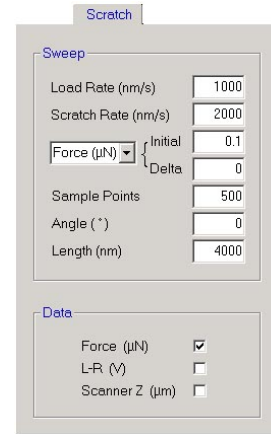 Scratch
Sweep
Load Rate (nm/s) 1000
Scratch Rate (nm/s) 2000
Force (µN) { Initial 0.1
Delta 0
Sample Points 500
Angle (°) 0
Length (nm) 4000
Data
Force (µN)
L-R (V)
Scanner Z (µm)